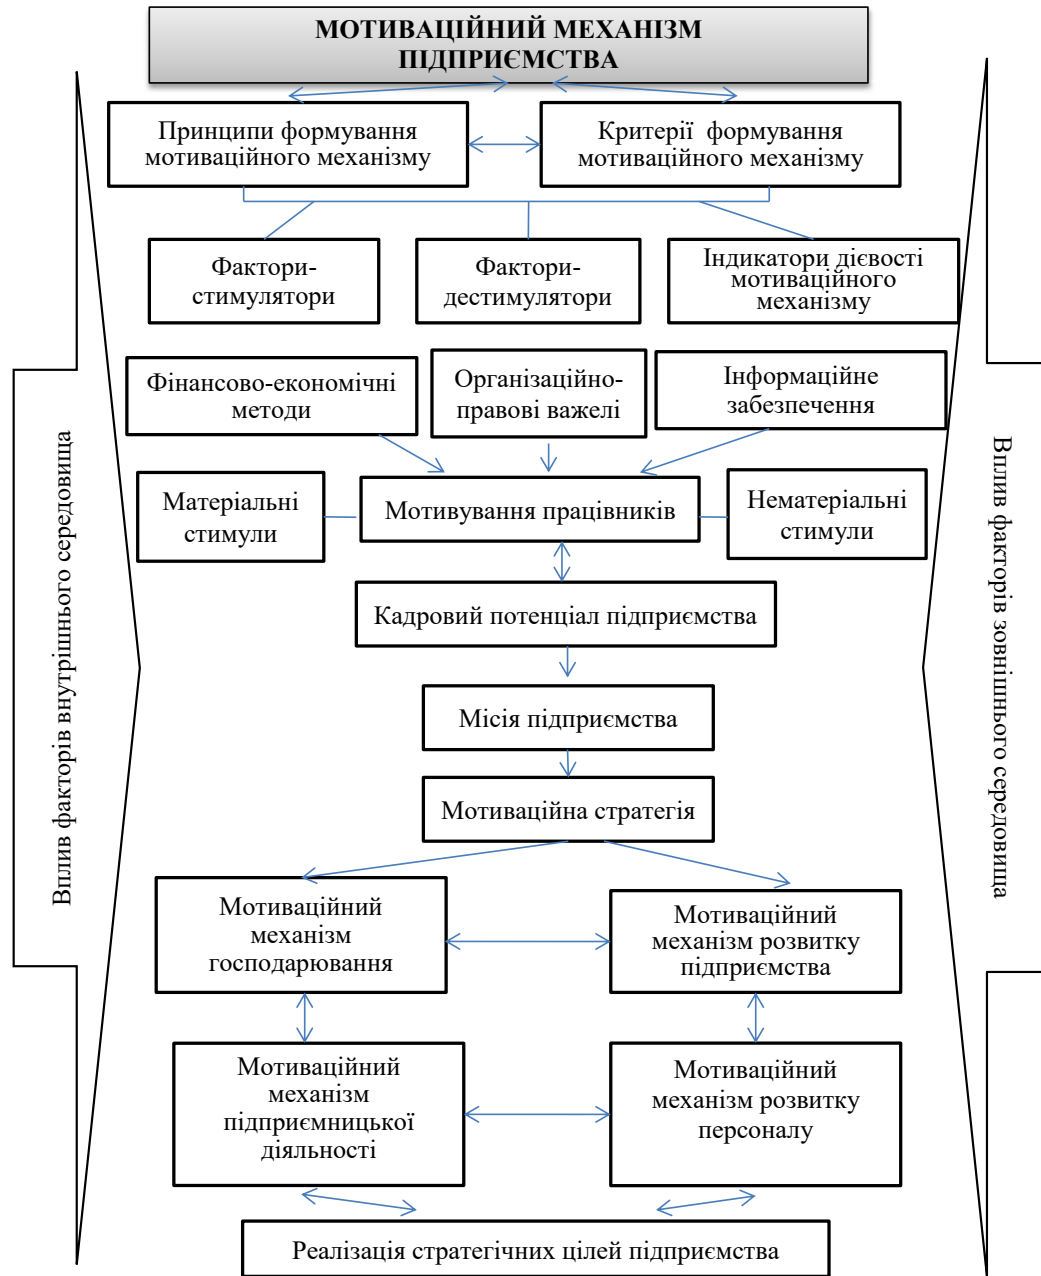 МОТИВАЦІЙНИЙ МЕХАНІЗМ
ПІДПРИЄМСТВА
Принципи формування
мотиваційного механізму
Критерії формування
мотиваційного механізму
Фактори-
стимулятори
Фактори-
дестимулятори
Індикатори дієвості
мотиваційного
механізму
Фінансово-економічні
методи
Організаційно-
правові важелі
Інформаційне
забезпечення
Матеріальні
стимули
Мотивування працівників
Нематеріальні
стимули
Кадровий потенціал підприємства
Місія підприємства
Мотиваційна стратегія
Мотиваційний
механізм
господарювання
Мотиваційний
механізм розвитку
підприємства
Мотиваційний
механізм
підприємницької
діяльності
Мотиваційний
механізм розвитку
персоналу
Реалізація стратегічних цілей підприємства
Вплив факторів внутрішнього середовища
Вплив факторів зовнішнього середовища